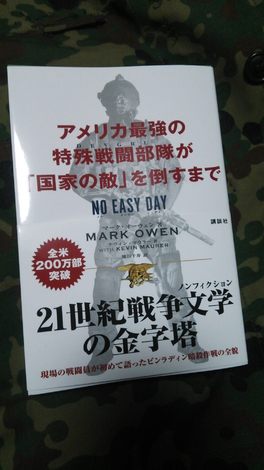 DEVGRU
アメリカ最強の
特殊戦闘部隊が
「国家の敵」を倒すまで
NO EASY DAY
講談社
マーク・オーウェン
MARK OWEN
WITH KEVIN MAURER
全米
200万部
突破
ノンフィクション
21世紀戦争文学
の金字塔
現場の戦闘員が初めて語ったビンラディン暗殺作戦の全貌